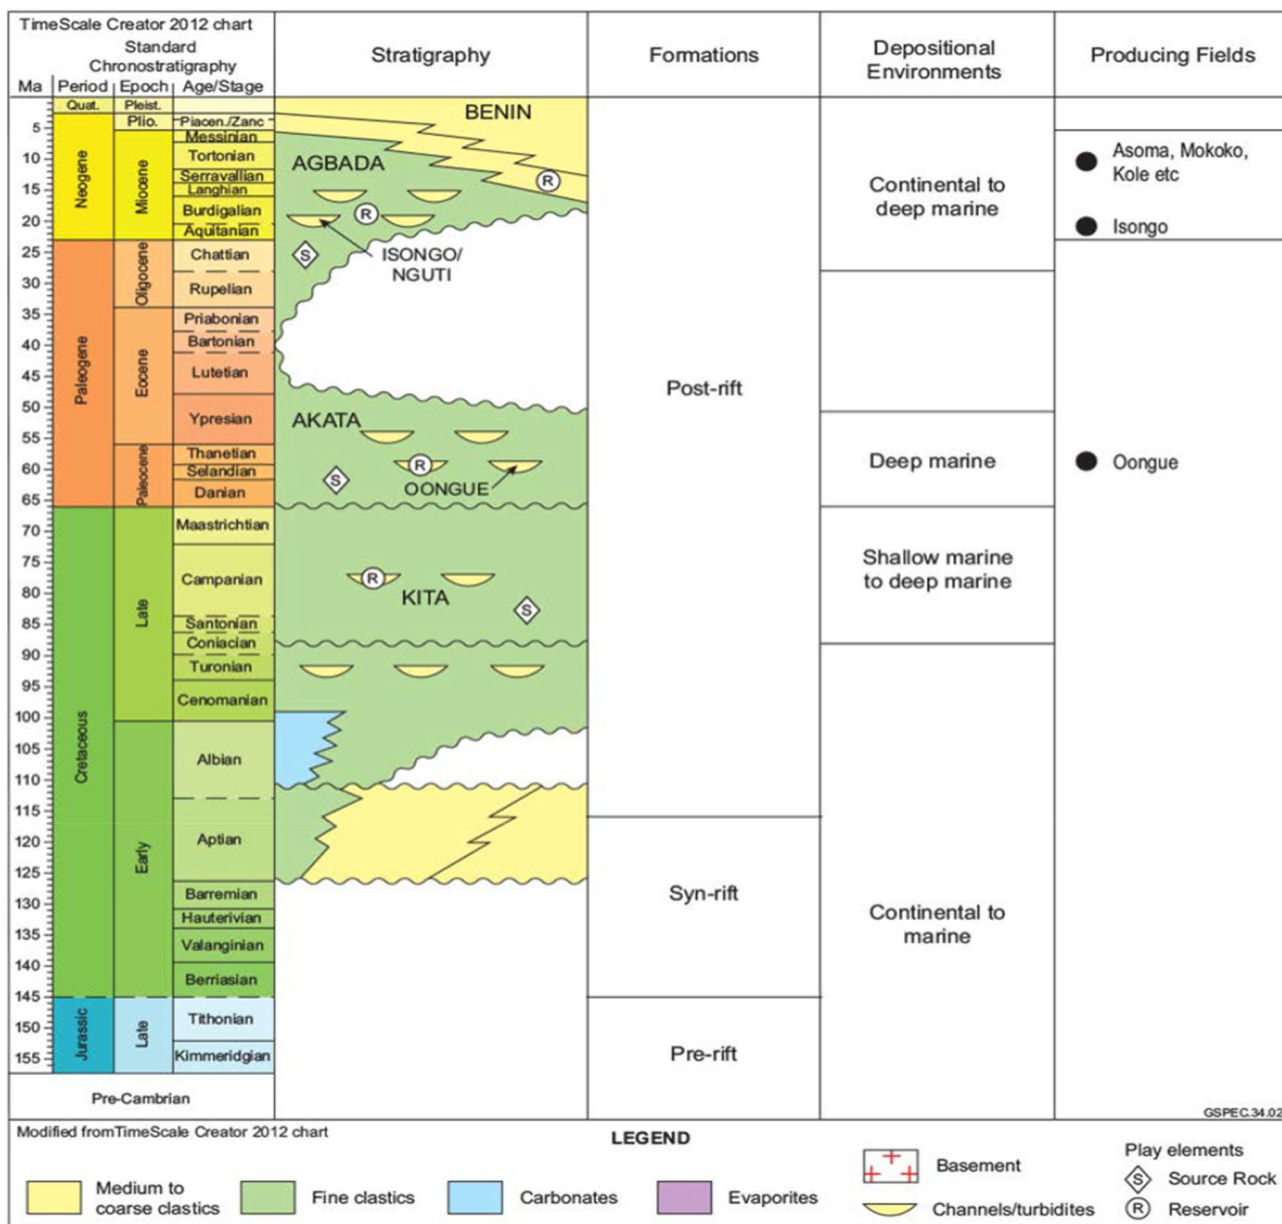 TimeScale Creator 2012 chart
Standard
Chronostratigraphy
Ma Period Epoch Age/Stage
Stratigraphy
Formations
Depositional
Environments
Producing Fields
5
10
15
20
25
30
35
40
45
50
55
60
65
70
75
80
85
90
95
100
105
110
115
120
125
130
135
140
145
150
155
Quat.
Neogene
Paleogene
Cretaceous
Jurassic
Pleist.
Plio.
Miocene
Oligocene
Eocene
Paleocene
Late
Early
Late
Piacen./Zanc
Messinian
Tortonian
Serravallian
Langhian
Burdigalian
Aquitanian
Chattian
Rupelian
Priabonian
Bartonian
Lutetian
Ypresian
Thanetian
Selandian
Danian
Maastrichtian
Campanian
Santonian
Coniacian
Turonian
Cenomanian
Albian
Aptian
Barremian
Hauterivian
Valanginian
Berriasian
Tithonian
Kimmeridgian
Pre-Cambrian
BENIN
AGBADA
R
R
S
ISONGO/
NGUTI
AKATA
R
S
OONGUE
R
KITA
S
Post-rift
Syn-rift
Pre-rift
Continental to
deep marine
Deep marine
Shallow marine
to deep marine
Continental to
marine
Asoma, Mokoko,
Kole etc
Isongo
Oongue
GSPEC.34.02
Modified fromTimeScale Creator 2012 chart
LEGEND
Medium to
coarse clastics
Fine clastics
Carbonates
Evaporites
Basement
Channels/turbidites
Play elements
S Source Rock
R Reservoir